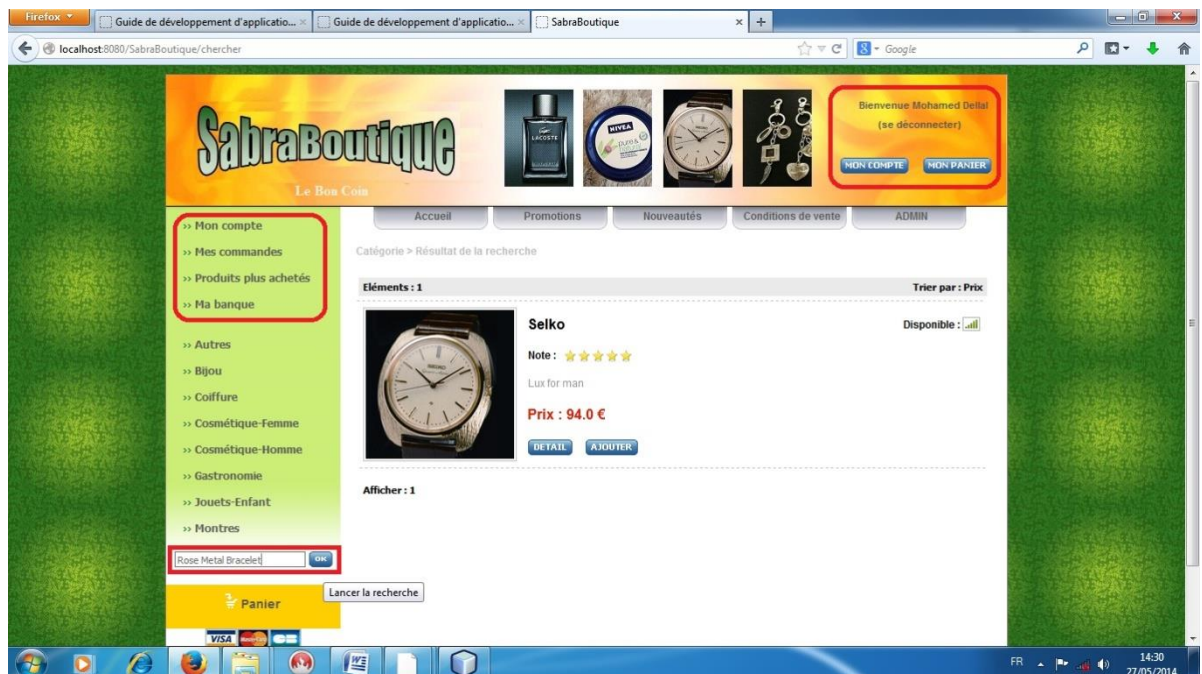 Firefox
Guide de développement d'applicatio...
Guide de développement d'applicatio...
SabraBoutique
localhost:8080/SabraBoutique/chercher
Google
SabraBoutique
Le Bon Coin
LACOSTE
NIVEA
pure &
natural
Bienvenue Mohamed Dellal
(se déconnecter)
MON COMPTE
MON PANIER
Accueil
Promotions
Nouveautés
Conditions de vente
ADMIN
›› Mon compte
›› Mes commandes
›› Produits plus achetés
›› Ma banque
›› Autres
›› Bijou
›› Coiffure
›› Cosmétique-Femme
›› Cosmétique-Homme
›› Gastronomie
›› Jouets-Enfant
›› Montres
Rose Metal Bracelet
OK
Lancer la recherche
Panier
VISA
Catégorie > Résultat de la recherche
Eléments : 1
Trier par : Prix
SEIKO
Selko
Disponible :
Note :
Lux for man
Prix : 94.0 €
DETAIL
AJOUTER
Afficher : 1
FR
14:30
27/05/2014